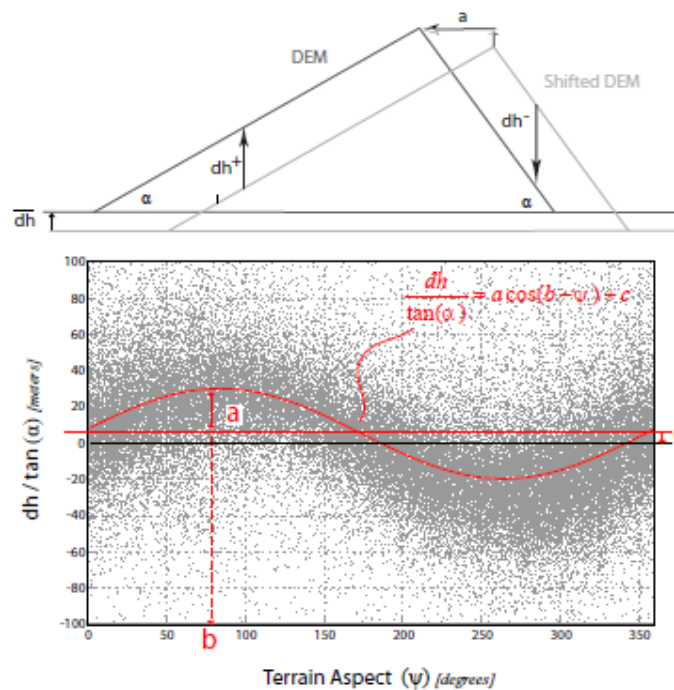 a
DEM
Shifted DEM
dh+
dh-
α
α
dh
dh / tan(α) = a cos(b - ψ) + c
100
80
60
40
20
0
-20
-40
-60
-80
-100
dh / tan (α) [meters]
a
b
0
50
100
150
200
250
300
350
Terrain Aspect (ψ) [degrees]